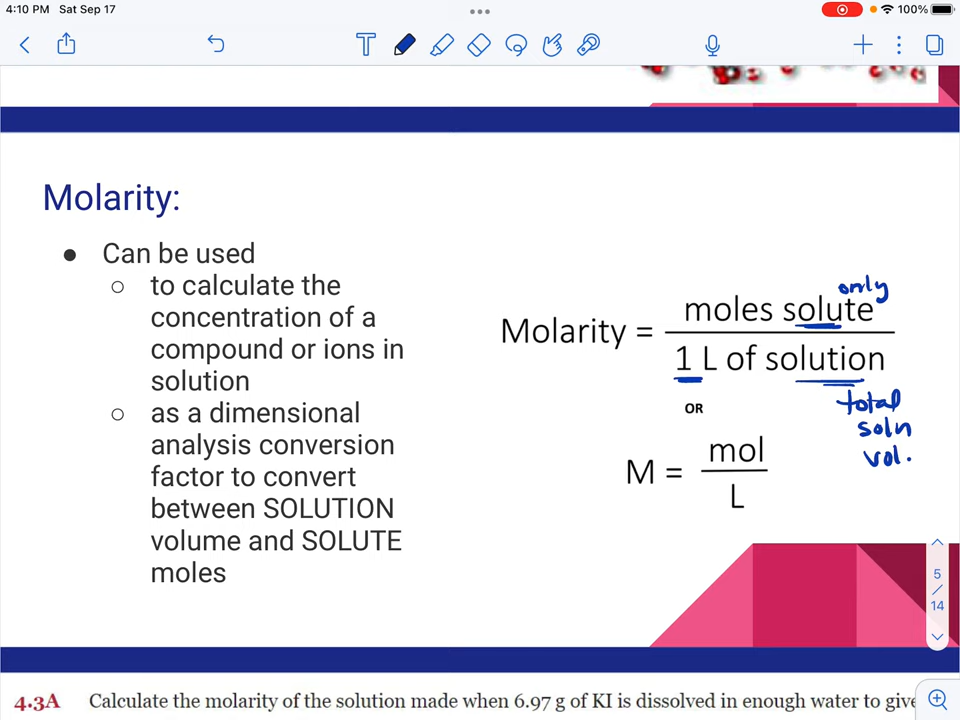 4:10 PM Sat Sep 17
100%
Molarity:
● Can be used
○ to calculate the
concentration of a
compound or ions in
solution
○ as a dimensional
analysis conversion
factor to convert
between SOLUTION
volume and SOLUTE
moles
only
Molarity = moles solute
1 L of solution
total
soln
vol.
OR
M = mol
L
5
/
14
4.3A Calculate the molarity of the solution made when 6.97 g of KI is dissolved in enough water to give